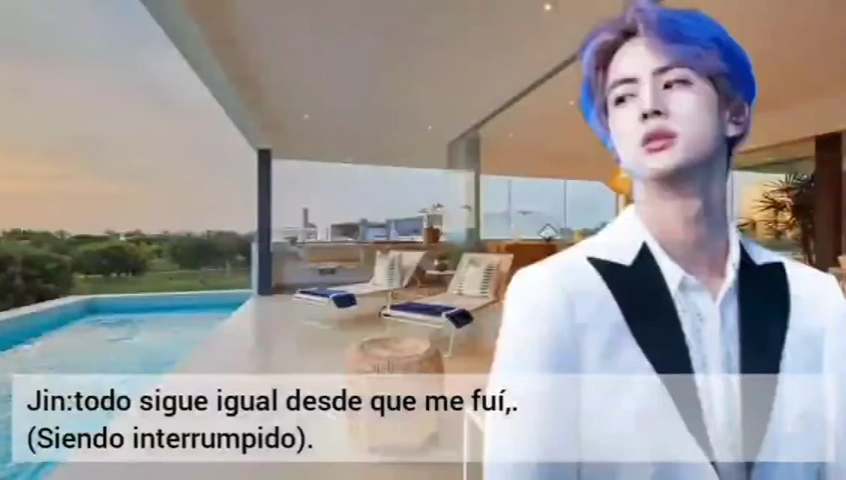 Jin:todo sigue igual desde que me fuí,.
(Siendo interrumpido).